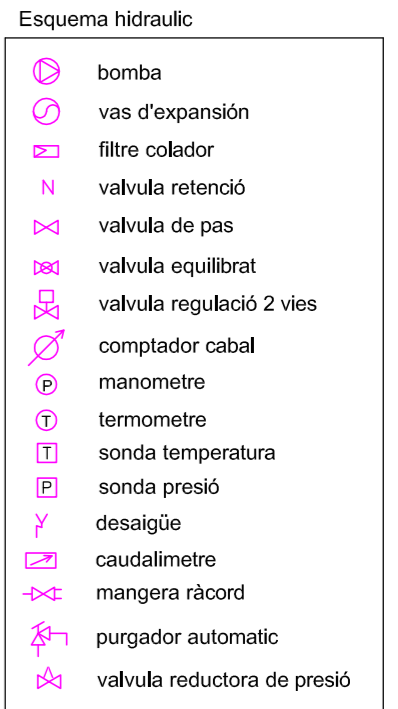 Esquema hidraulic
bomba
vas d'expansión
filtre colador
N valvula retenció
valvula de pas
valvula equilibrat
valvula regulació 2 vies
comptador cabal
P manometre
T termometre
T sonda temperatura
P sonda presió
desaigüe
caudalimetre
mangera ràcord
purgador automatic
valvula reductora de presió